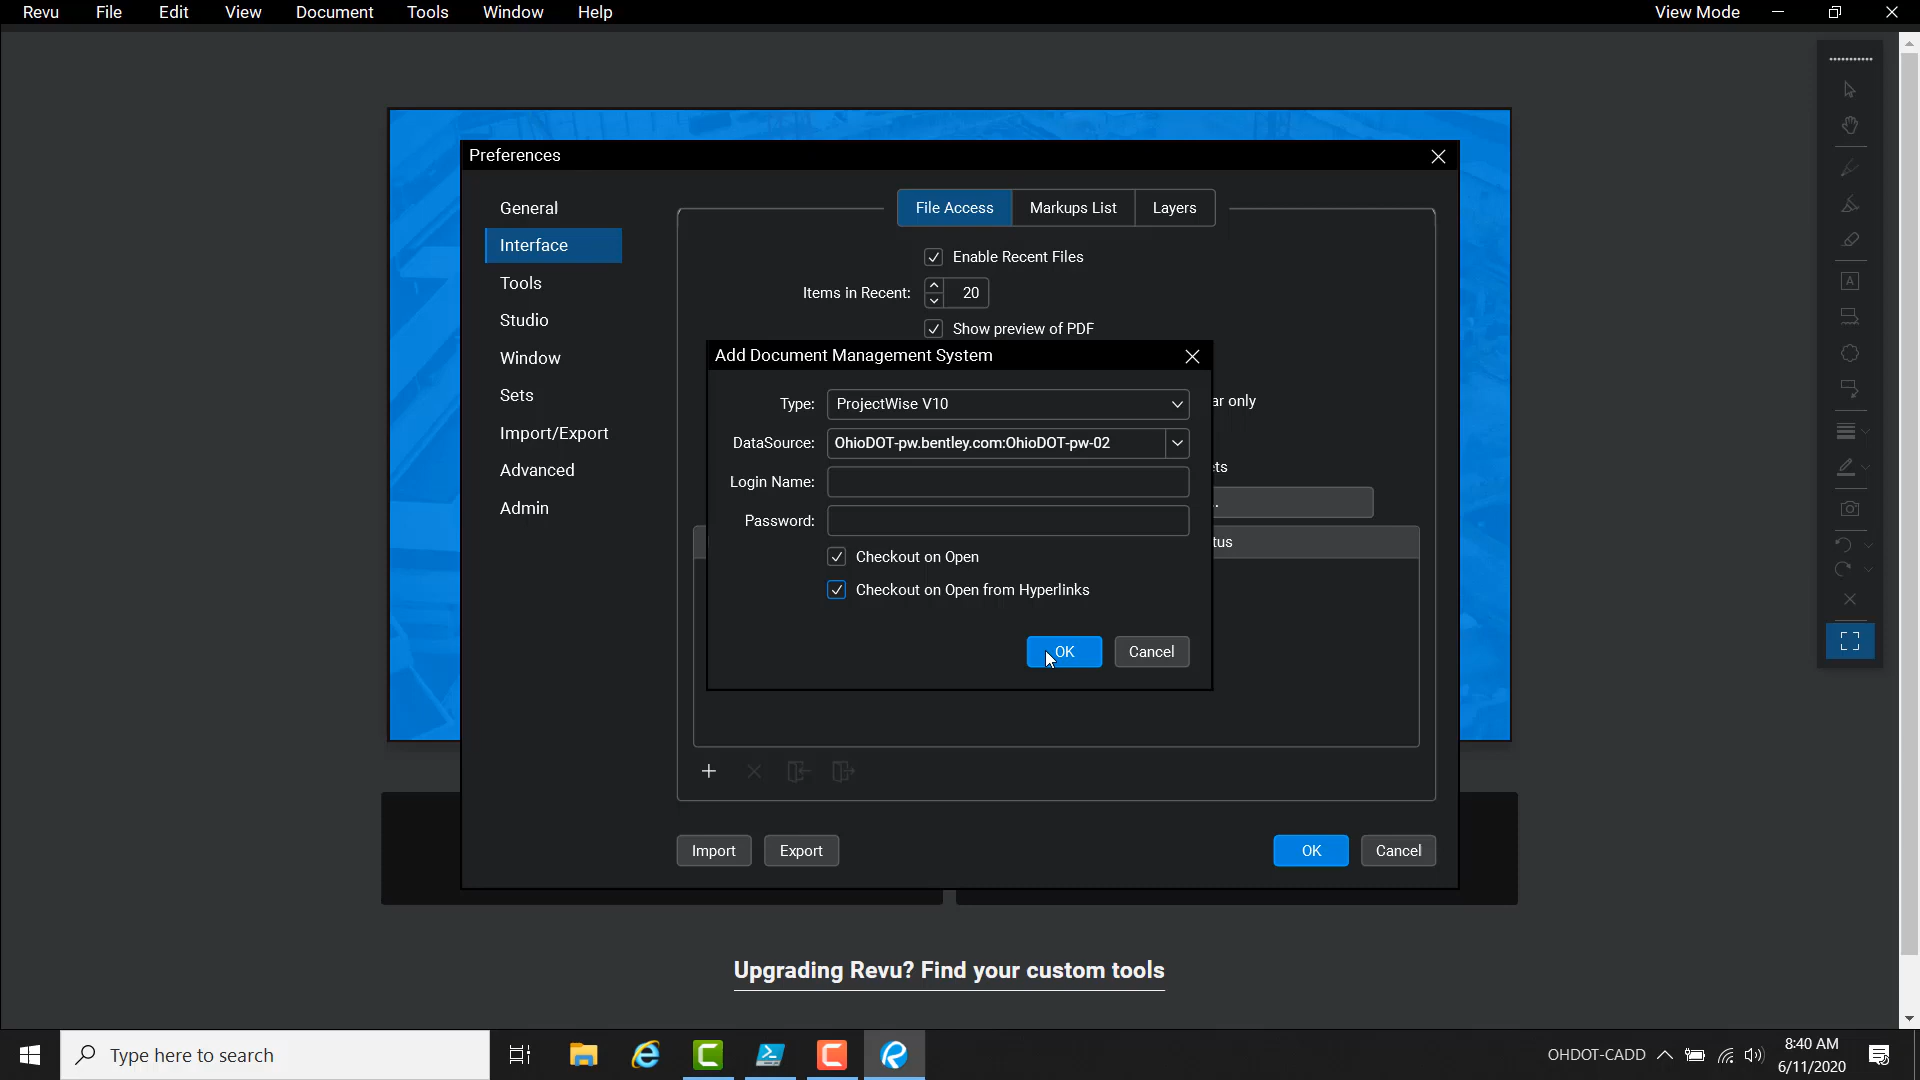 Revu File Edit View Document Tools Window Help View Mode
Preferences
General
Interface
Tools
Studio
Window
Sets
Import/Export
Advanced
Admin
File Access Markups List Layers
Enable Recent Files
Items in Recent: 20
Show preview of PDF
Add Document Management System
Type: ProjectWise V10
ar only
DataSource: OhioDOT-pw.bentley.com:OhioDOT-pw-02
ets
Login Name:
.
Password:
tus
Checkout on Open
Checkout on Open from Hyperlinks
OK Cancel
Import Export OK Cancel
Upgrading Revu? Find your custom tools
Type here to search
OHDOT-CADD
8:40 AM
6/11/2020